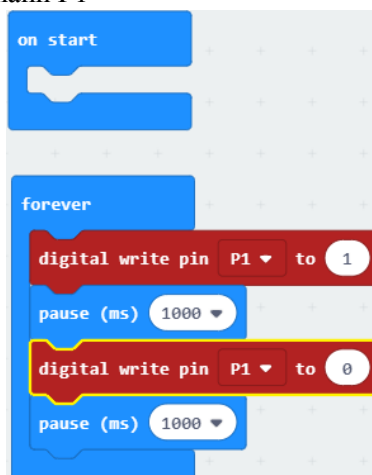 on start
forever
digital write pin P1 to 1
pause (ms) 1000
digital write pin P1 to 0
pause (ms) 1000